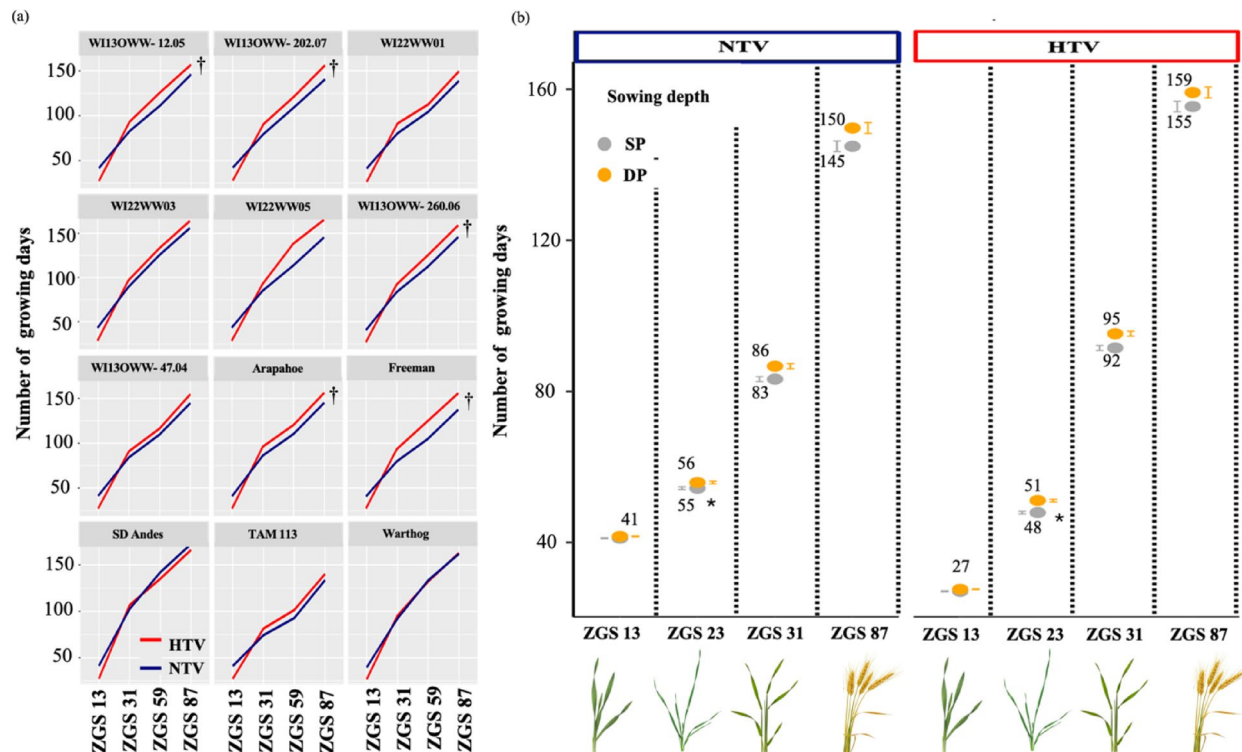 (a)
WI13OWW- 12.05
WI13OWW- 202.07
WI22WW01
150
100
50
†
†
WI22WW03
WI22WW05
WI13OWW- 260.06
150
100
50
†
WI13OWW- 47.04
Arapahoe
Freeman
150
100
50
†
†
SD Andes
TAM 113
Warthog
150
100
50
HTV
NTV
Number of growing days
ZGS 13
ZGS 31
ZGS 59
ZGS 87
ZGS 13
ZGS 31
ZGS 59
ZGS 87
ZGS 13
ZGS 31
ZGS 59
ZGS 87
(b)
NTV
HTV
Number of growing days
160
120
80
40
Sowing depth
SP
DP
41
56
55
*
86
83
150
145
27
51
48
*
95
92
159
155
ZGS 13
ZGS 23
ZGS 31
ZGS 87
ZGS 13
ZGS 23
ZGS 31
ZGS 87